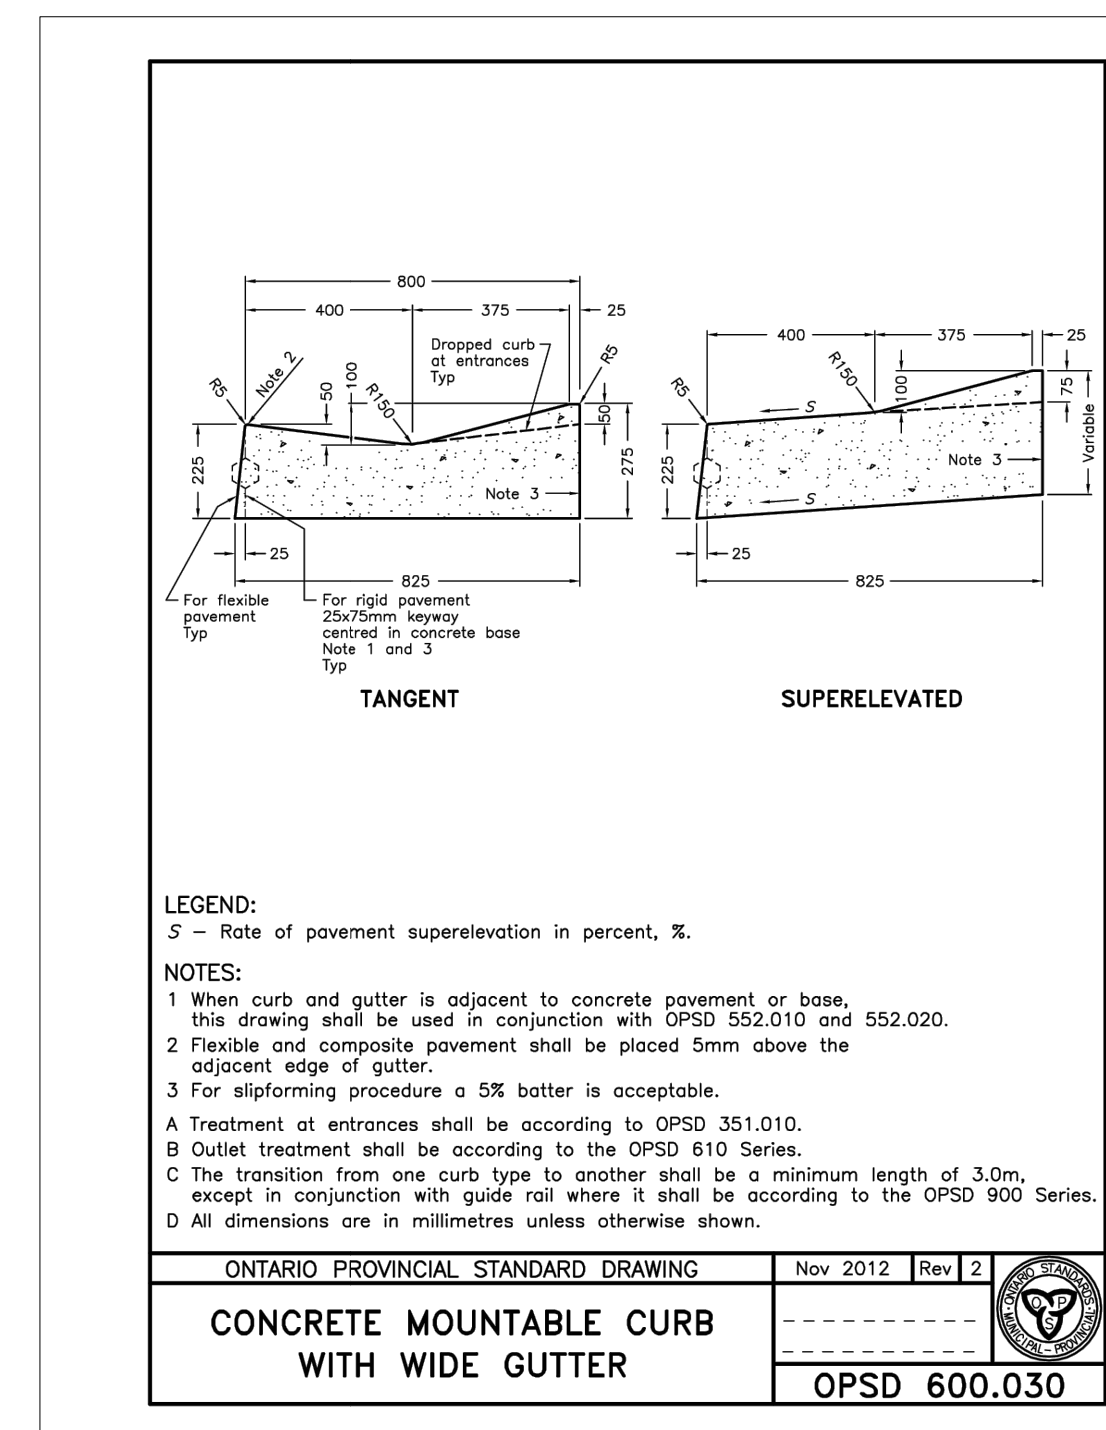 800
400
375
25
Dropped curb
at entrances
Typ
R5
Note 2
50
100
R150
R5
50
225
275
Note 3
25
825
For flexible
pavement
Typ
For rigid pavement
25x75mm keyway
centred in concrete base
Note 1 and 3
Typ
TANGENT
400
375
25
R5
R150
100
75
S
Variable
225
Note 3
S
25
825
SUPERELEVATED
LEGEND:
S – Rate of pavement superelevation in percent, %.
NOTES:
1 When curb and gutter is adjacent to concrete pavement or base,
this drawing shall be used in conjunction with OPSD 552.010 and 552.020.
2 Flexible and composite pavement shall be placed 5mm above the
adjacent edge of gutter.
3 For slipforming procedure a 5% batter is acceptable.
A Treatment at entrances shall be according to OPSD 351.010.
B Outlet treatment shall be according to the OPSD 610 Series.
C The transition from one curb type to another shall be a minimum length of 3.0m,
except in conjunction with guide rail where it shall be according to the OPSD 900 Series.
D All dimensions are in millimetres unless otherwise shown.
ONTARIO PROVINCIAL STANDARD DRAWING
Nov 2012
Rev
2
CONCRETE MOUNTABLE CURB
WITH WIDE GUTTER
ONTARIO STANDARDS
MUNICIPAL – PROVINCIAL
O P
S
OPSD 600.030